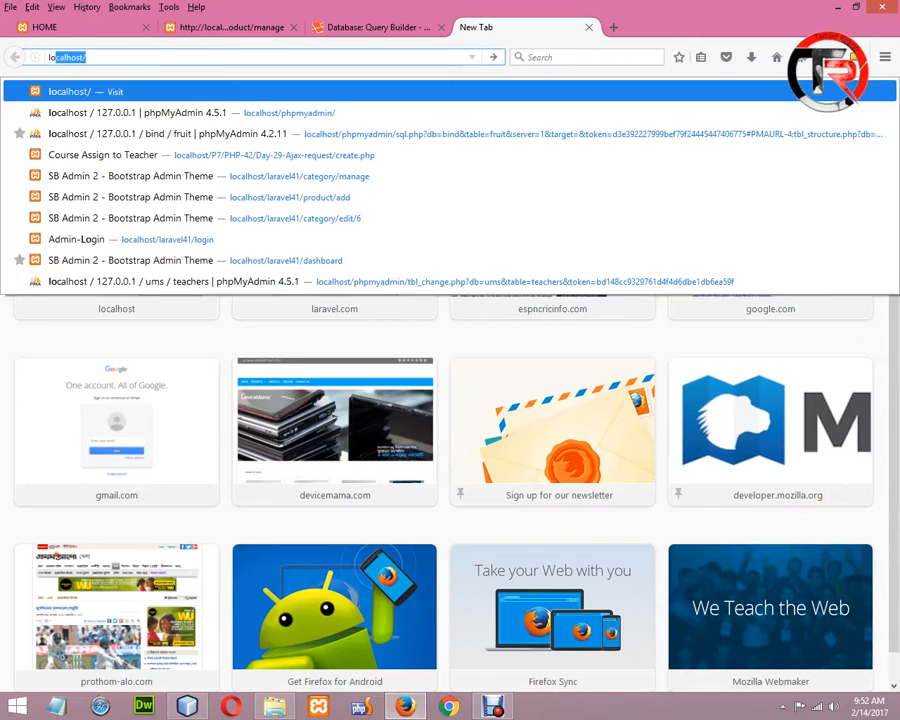 File Edit View History Bookmarks Tools Help
HOME
http://local...oduct/manage
Database: Query Builder - ...
New Tab
localhost/
Search
localhost/ — Visit
localhost / 127.0.0.1 | phpMyAdmin 4.5.1 — localhost/phpmyadmin/
localhost / 127.0.0.1 / bind / fruit | phpMyAdmin 4.2.11 — localhost/phpmyadmin/sql.php?db=bind&table=fruit&server=1&target=&token=d3e392227999bef79f24445447406775#PMAURL-4:tbl_structure.php?db=...
Course Assign to Teacher — localhost/P7/PHP-42/Day-29-Ajax-request/create.php
SB Admin 2 - Bootstrap Admin Theme — localhost/laravel41/category/manage
SB Admin 2 - Bootstrap Admin Theme — localhost/laravel41/product/add
SB Admin 2 - Bootstrap Admin Theme — localhost/laravel41/category/edit/6
Admin-Login — localhost/laravel41/login
SB Admin 2 - Bootstrap Admin Theme — localhost/laravel41/dashboard
localhost / 127.0.0.1 / ums / teachers | phpMyAdmin 4.5.1 — localhost/phpmyadmin/tbl_change.php?db=ums&table=teachers&token=bd148cc9329761d4f4d6dbe1db6eea59f
localhost
laravel.com
espncricinfo.com
google.com
Google
One account. All of Google.
gmail.com
devicemama.com
Sign up for our newsletter
M
developer.mozilla.org
prothom-alo.com
Get Firefox for Android
Take your Web with you
Firefox Sync
We Teach the Web
Mozilla Webmaker
Dw
php
9:52 AM
2/14/2017